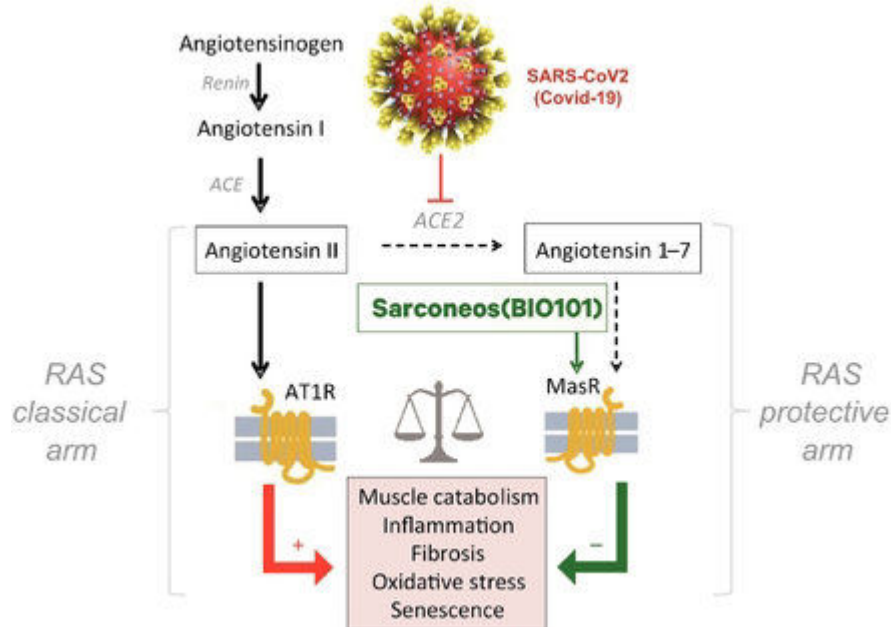 Angiotensinogen
Renin
SARS-CoV2
(Covid-19)
Angiotensin I
ACE
ACE2
Angiotensin II
Angiotensin 1–7
Sarconeos(BIO101)
RAS
classical
arm
AT1R
MasR
RAS
protective
arm
+
–
Muscle catabolism
Inflammation
Fibrosis
Oxidative stress
Senescence